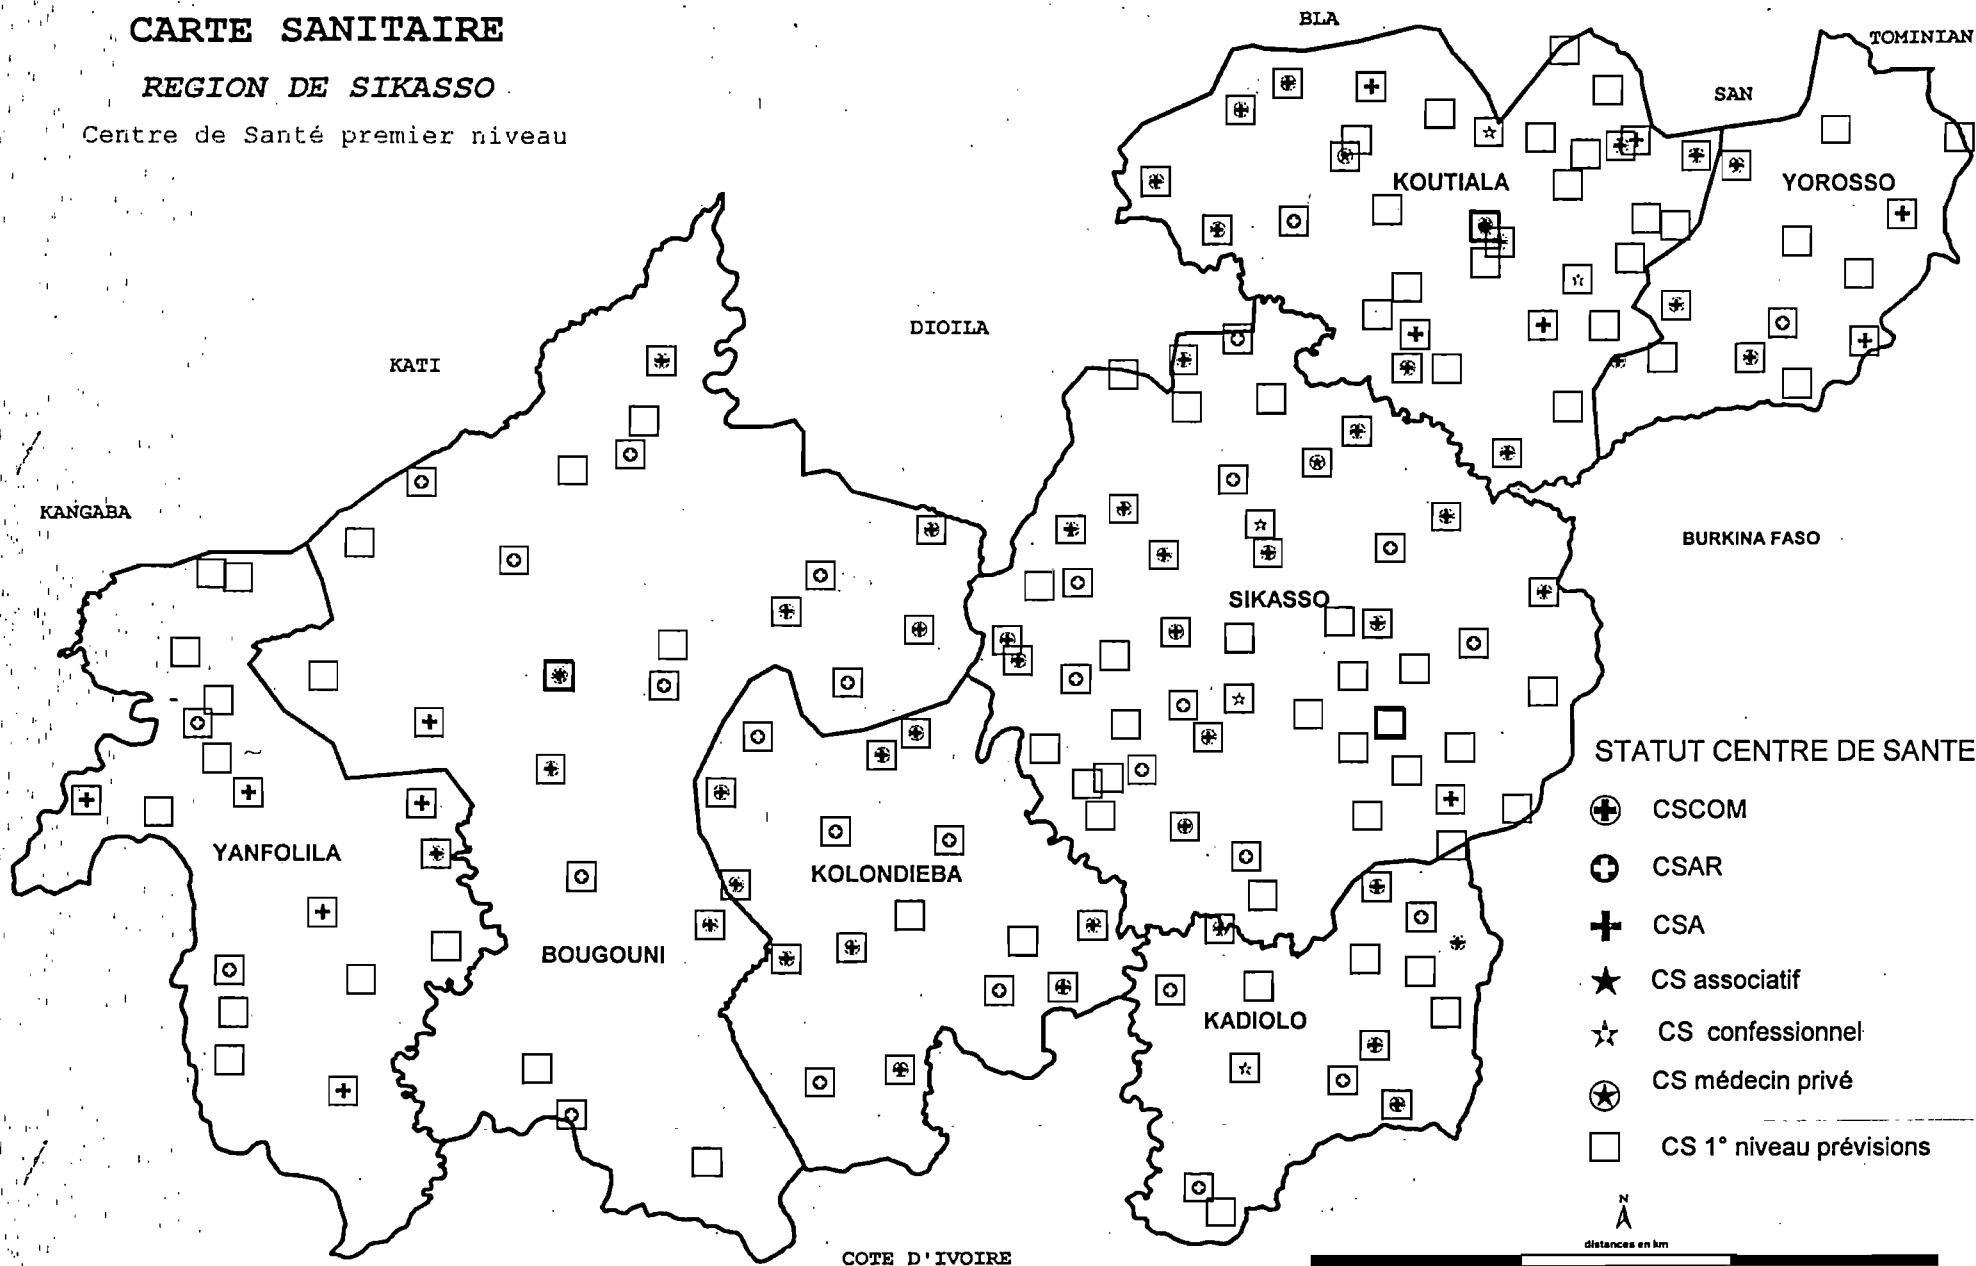 CARTE SANITAIRE
REGION DE SIKASSO
Centre de Santé premier niveau
BLA
TOMINIAN
SAN
KOUTIALA
YOROSSO
DIOILA
KATI
KANGABA
BURKINA FASO
SIKASSO
STATUT CENTRE DE SANTE
CSCOM
YANFOLILA
KOLONDIEBA
CSAR
CSA
BOUGOUNI
CS associatif
KADIOLO
CS confessionnel
CS médecin privé
CS 1° niveau prévisions
N
distances en km
COTE D'IVOIRE